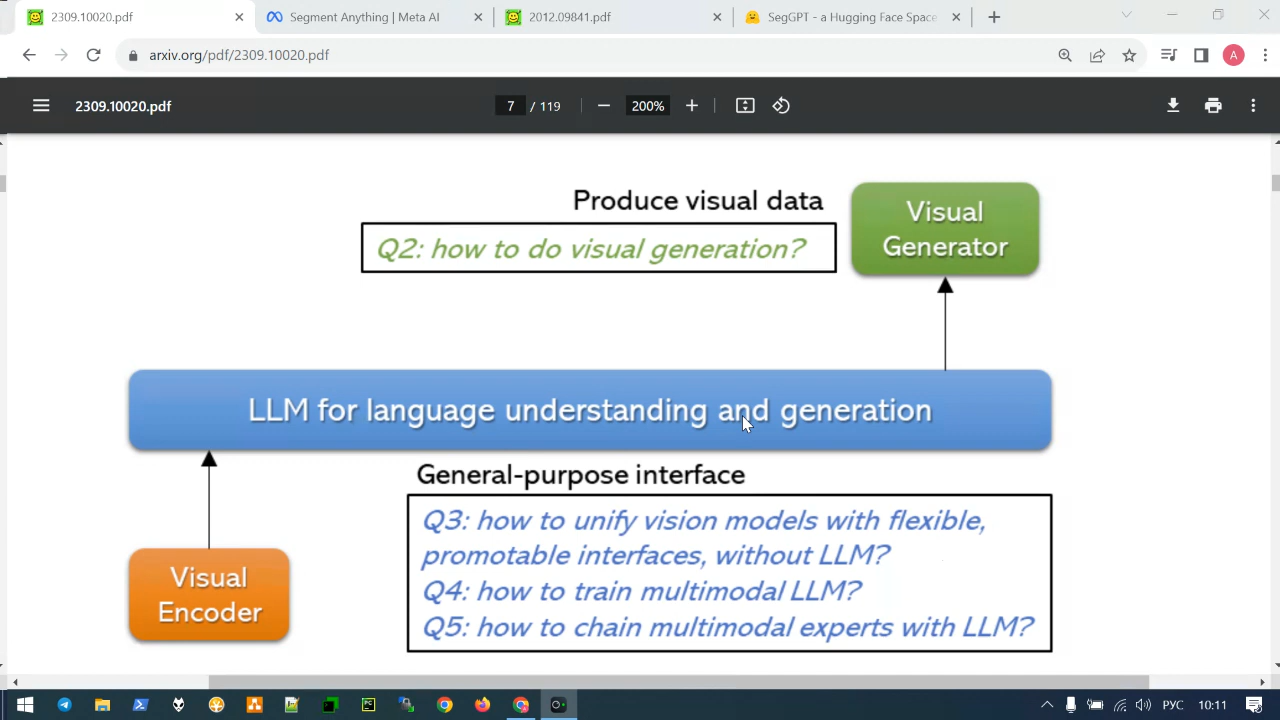 2309.10020.pdf
Segment Anything | Meta AI
2012.09841.pdf
SegGPT - a Hugging Face Space
arxiv.org/pdf/2309.10020.pdf
A
2309.10020.pdf
7 / 119
200%
Produce visual data
Q2: how to do visual generation?
Visual
Generator
LLM for language understanding and generation
General-purpose interface
Q3: how to unify vision models with flexible,
promotable interfaces, without LLM?
Q4: how to train multimodal LLM?
Q5: how to chain multimodal experts with LLM?
Visual
Encoder
РУС
10:11